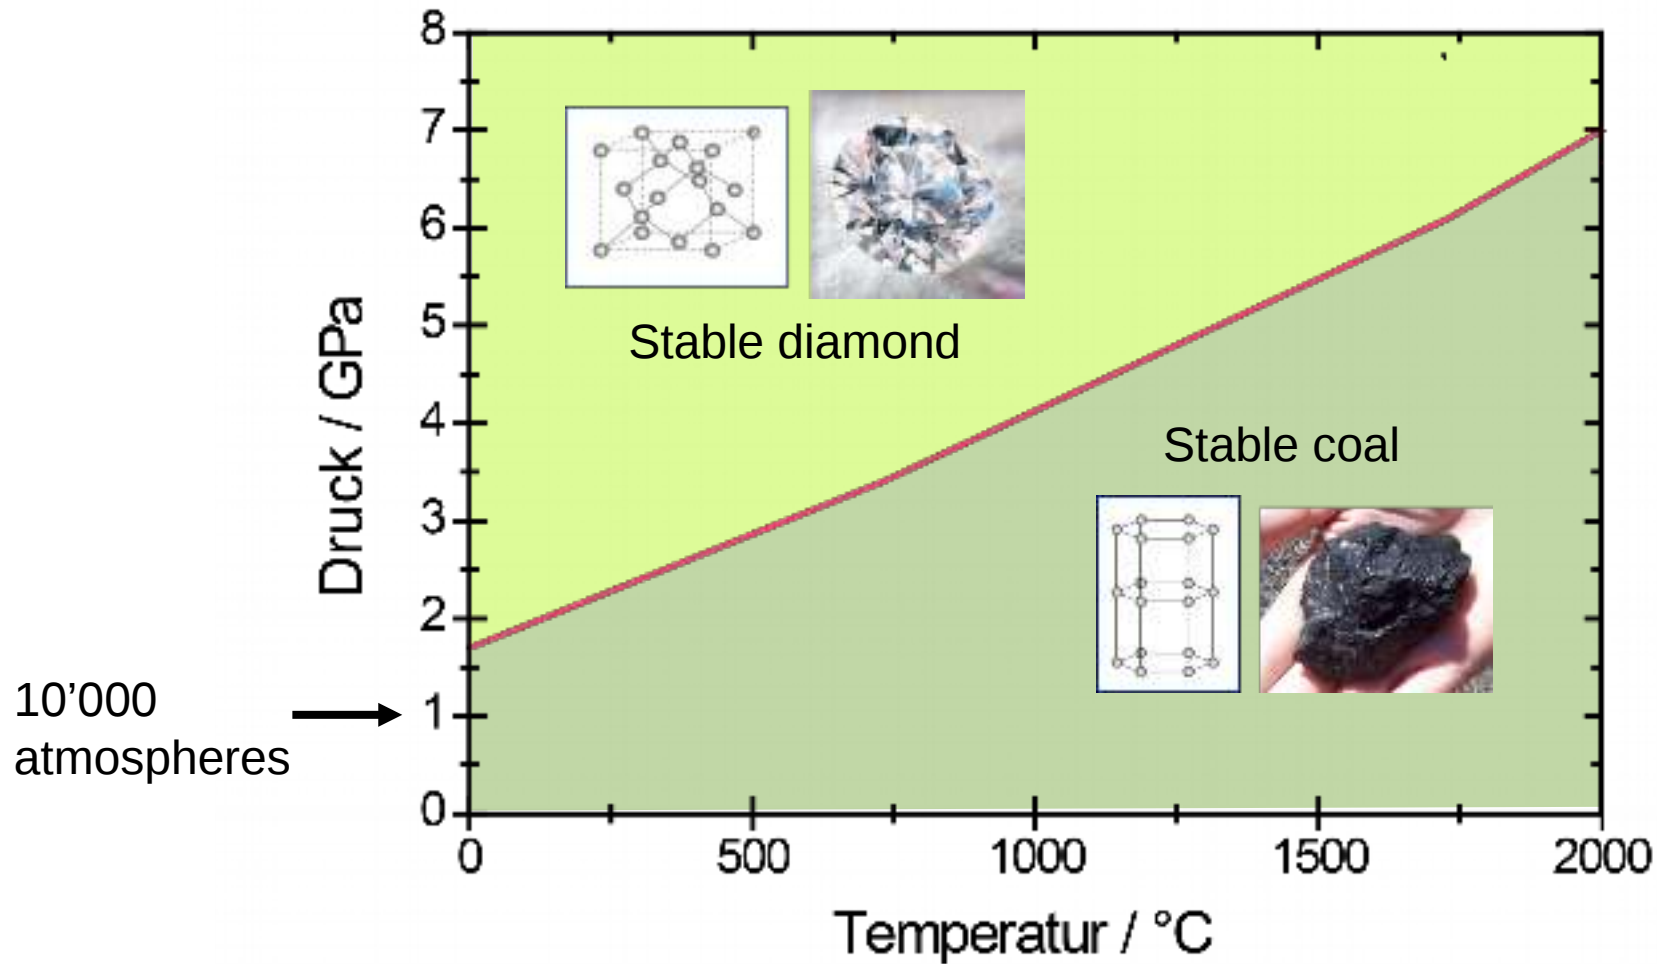 8
7
6
5
4
3
2
1
0
Druck / GPa
Stable diamond
Stable coal
10’000
atmospheres
0 500 1000 1500 2000
Temperatur / °C